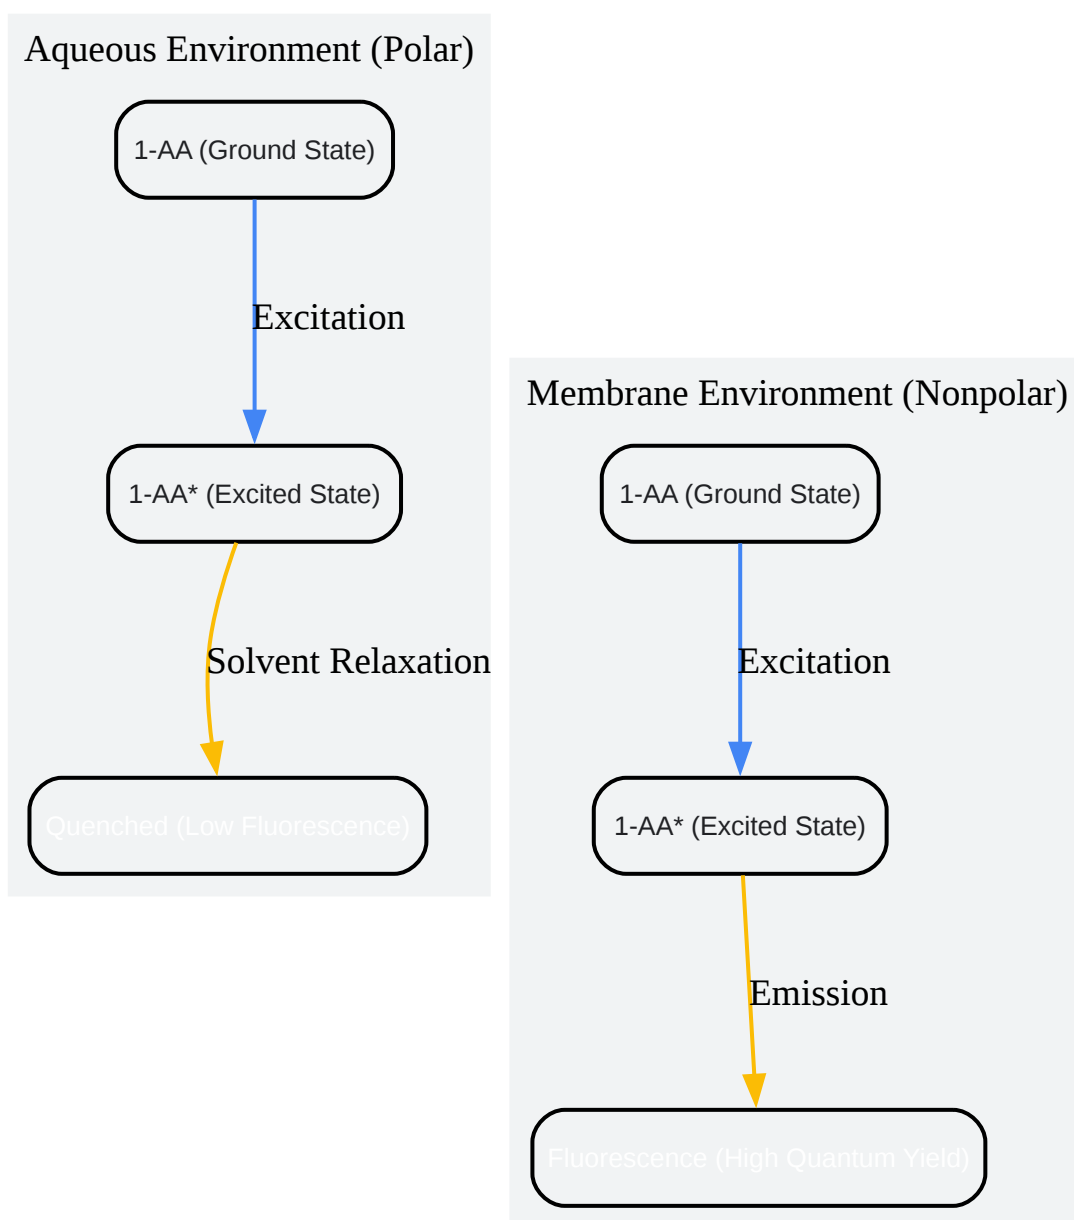 Aqueous Environment (Polar)
1-AA (Ground State)
Excitation
1-AA* (Excited State)
Solvent Relaxation
Quenched (Low Fluorescence)
Membrane Environment (Nonpolar)
1-AA (Ground State)
Excitation
1-AA* (Excited State)
Emission
Fluorescence (High Quantum Yield)